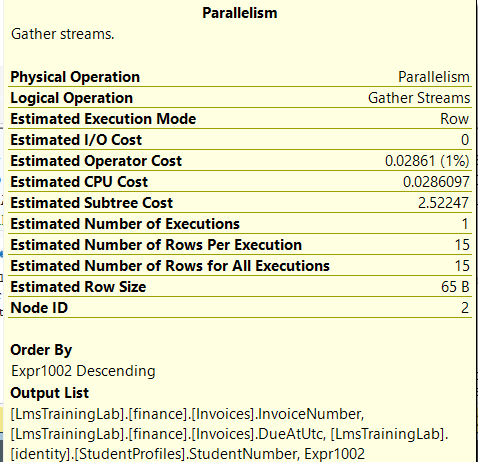 Parallelism
Gather streams.
Physical Operation Parallelism
Logical Operation Gather Streams
Estimated Execution Mode Row
Estimated I/O Cost 0
Estimated Operator Cost 0.02861 (1%)
Estimated CPU Cost 0.0286097
Estimated Subtree Cost 2.52247
Estimated Number of Executions 1
Estimated Number of Rows Per Execution 15
Estimated Number of Rows for All Executions 15
Estimated Row Size 65 B
Node ID 2
Order By
Expr1002 Descending
Output List
[LmsTrainingLab].[finance].[Invoices].InvoiceNumber,
[LmsTrainingLab].[finance].[Invoices].DueAtUtc, [LmsTrainingLab].
[identity].[StudentProfiles].StudentNumber, Expr1002